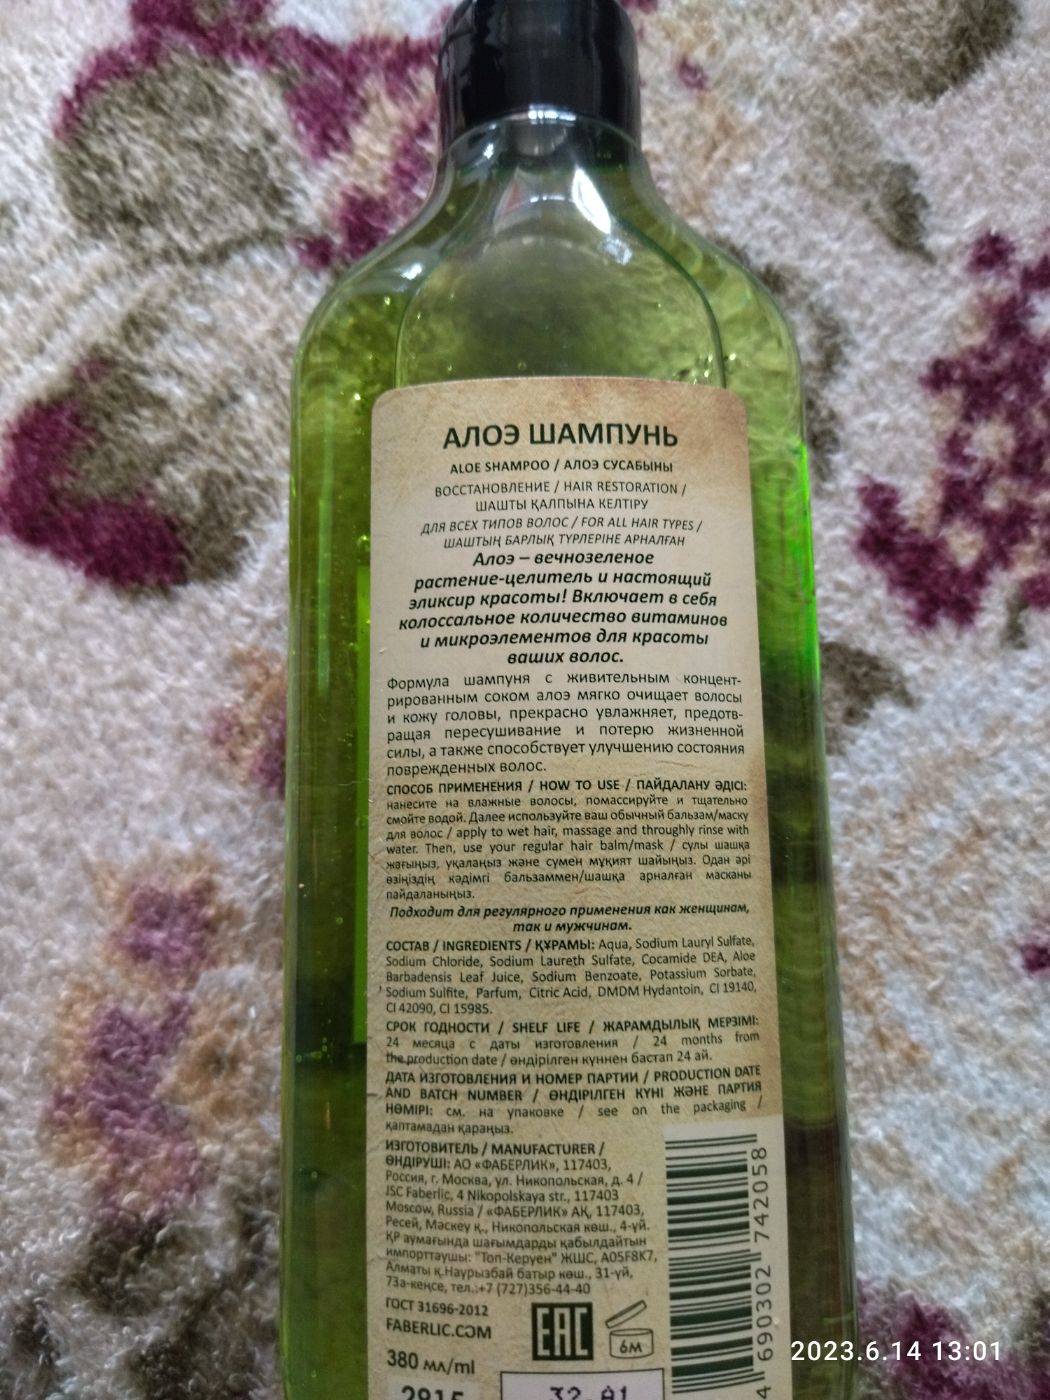 АЛОЭ ШАМПУНЬ
ALOE SHAMPOO / АЛОЭ СУСАБЫНЫ
ВОССТАНОВЛЕНИЕ / HAIR RESTORATION /
ШАШТЫ ҚАЛПЫНА КЕЛТІРУ
ДЛЯ ВСЕХ ТИПОВ ВОЛОС / FOR ALL HAIR TYPES /
ШАШТЫҢ БАРЛЫҚ ТҮРЛЕРІНЕ АРНАЛҒАН
Алоэ – вечнозеленое
растение-целитель и настоящий
эликсир красоты! Включает в себя
колоссальное количество витаминов
и микроэлементов для красоты
ваших волос.
Формула шампуня с живительным концент-
рированным соком алоэ мягко очищает волосы
и кожу головы, прекрасно увлажняет, предотв-
ращая пересушивание и потерю жизненной
силы, а также способствует улучшению состояния
поврежденных волос.
СПОСОБ ПРИМЕНЕНИЯ / HOW TO USE / ПАЙДАЛАНУ ӘДІСІ:
нанесите на влажные волосы, помассируйте и тщательно
смойте водой. Далее используйте ваш обычный бальзам/маску
для волос / apply to wet hair, massage and throughly rinse with
water. Then, use your regular hair balm/mask / сулы шашқа
жағыңыз, уқалаңыз және сумен мұқият шайыңыз. Одан әрі
өзіңіздің кәдімгі бальзаммен/шашқа арналған масканы
пайдаланыңыз.
Подходит для регулярного применения как женщинам,
так и мужчинам.
СОСТАВ / INGREDIENTS / ҚҰРАМЫ: Aqua, Sodium Lauryl Sulfate,
Sodium Chloride, Sodium Laureth Sulfate, Cocamide DEA, Aloe
Barbadensis Leaf Juice, Sodium Benzoate, Potassium Sorbate,
Sodium Sulfite, Parfum, Citric Acid, DMDM Hydantoin, CI 19140,
CI 42090, CI 15985.
СРОК ГОДНОСТИ / SHELF LIFE / ЖАРАМДЫЛЫҚ МЕРЗІМІ:
24 месяца с даты изготовления / 24 months from
the production date / өндірілген күннен бастап 24 ай.
ДАТА ИЗГОТОВЛЕНИЯ И НОМЕР ПАРТИИ / PRODUCTION DATE
AND BATCH NUMBER / ӨНДІРІЛГЕН КҮНІ ЖӘНЕ ПАРТИЯ
НӨМІРІ: см. на упаковке / see on the packaging /
қаптамадан қараңыз.
ИЗГОТОВИТЕЛЬ / MANUFACTURER /
ӨНДІРУШІ: АО «ФАБЕРЛИК», 117403,
Россия, г. Москва, ул. Никопольская, д. 4 /
JSC Faberlic, 4 Nikopolskaya str., 117403
Moscow, Russia / «ФАБЕРЛИК» АҚ, 117403,
Ресей, Мәскеу қ., Никопольская көш., 4-үй.
ҚР аумағында шағымдарды қабылдайтын
импорттаушы: "Топ-Керуен" ЖШС, A05F8K7,
Алматы қ.Наурызбай батыр көш., 31-үй,
73а-кеңсе, тел.:+7 (727)356-44-40
ГОСТ 31696-2012
FABERLIC.COM
EAC
6М
380 мл/ml
2915
32 A1
4 690302 742058
2023.6.14 13:01